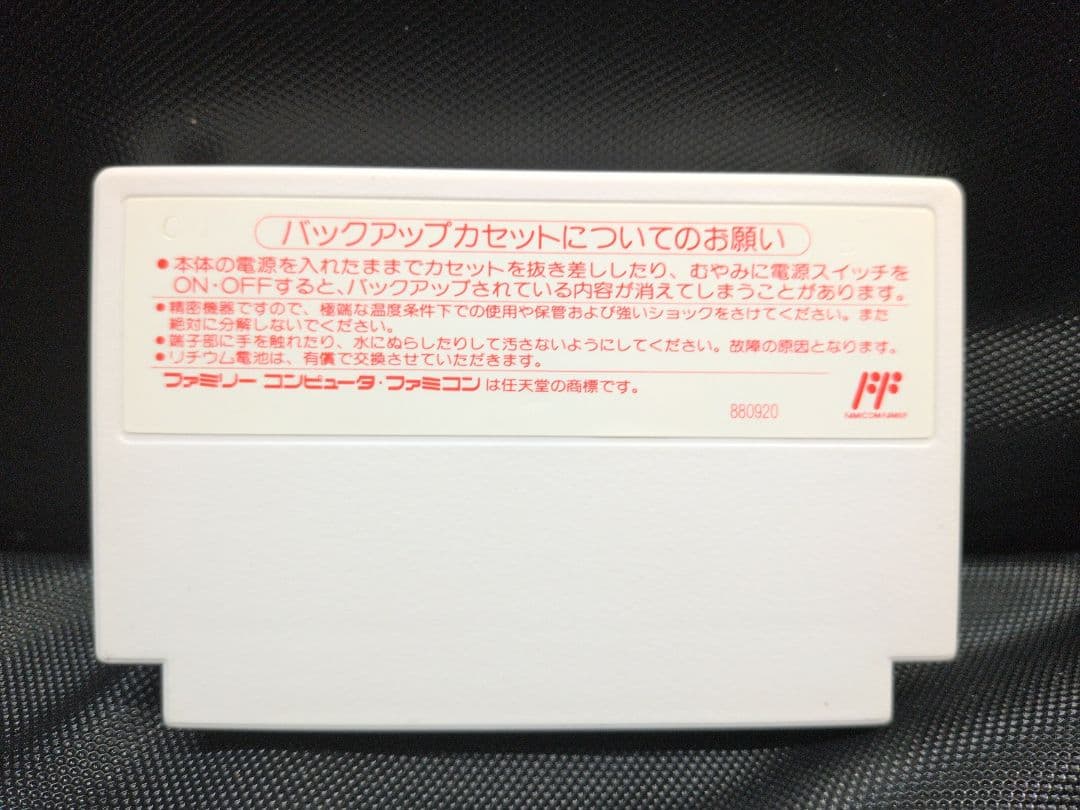 バックアップカセットについてのお願い
●本体の電源を入れたままでカセットを抜き差ししたり、むやみに電源スイッチを
ON・OFFすると、バックアップされている内容が消えてしまうことがあります。
●精密機器ですので、極端な温度条件下での使用や保管および強いショックをさけてください。また
絶対に分解しないでください。
●端子部に手を触れたり、水にぬらしたりして汚さないようにしてください。故障の原因となります。
●リチウム電池は、有償で交換させていただきます。
ファミリー コンピュータ・ファミコンは任天堂の商標です。
880920
FAMICOM FAMILY